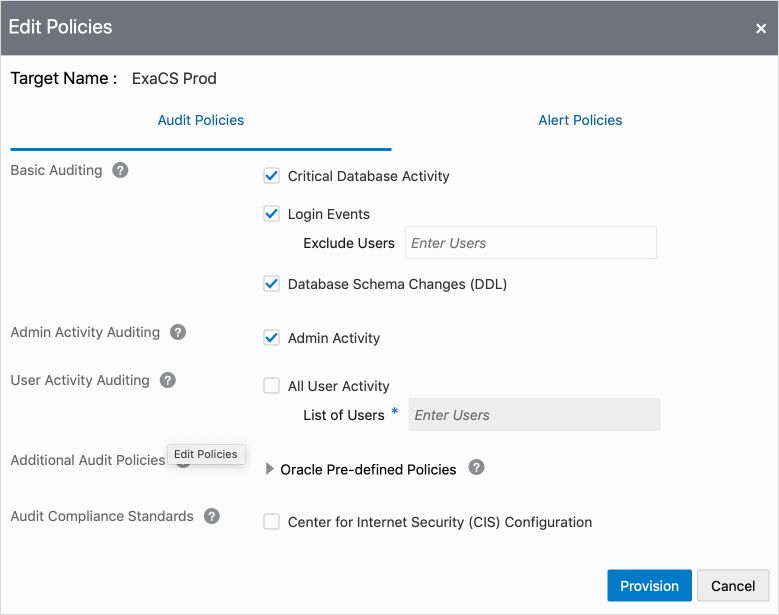 Edit Policies
×
Target Name : ExaCS Prod
Audit Policies Alert Policies
Basic Auditing ?
Critical Database Activity
Login Events
Exclude Users Enter Users
Database Schema Changes (DDL)
Admin Activity Auditing ?
Admin Activity
User Activity Auditing ?
All User Activity
List of Users * Enter Users
Edit Policies
Additional Audit Policies
Oracle Pre-defined Policies ?
Audit Compliance Standards ?
Center for Internet Security (CIS) Configuration
Provision Cancel